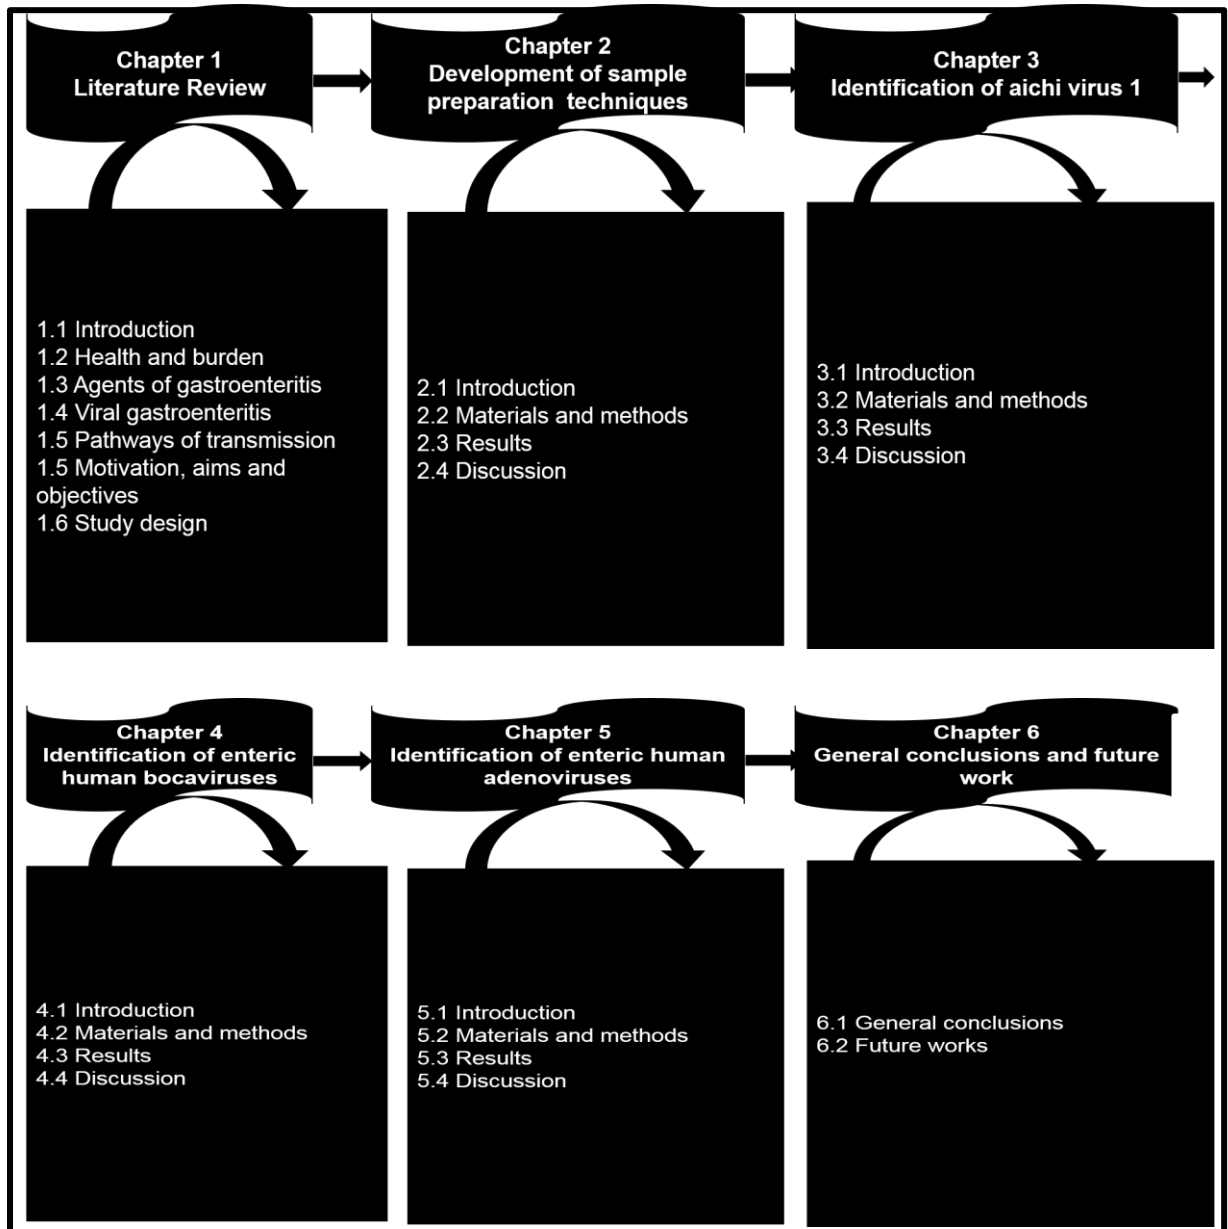 Chapter 1
Literature Review
Chapter 2
Development of sample
preparation techniques
Chapter 3
Identification of aichi virus 1
1.1 Introduction
1.2 Health and burden
1.3 Agents of gastroenteritis
1.4 Viral gastroenteritis
1.5 Pathways of transmission
1.5 Motivation, aims and
objectives
1.6 Study design
2.1 Introduction
2.2 Materials and methods
2.3 Results
2.4 Discussion
3.1 Introduction
3.2 Materials and methods
3.3 Results
3.4 Discussion
Chapter 4
Identification of enteric
human bocaviruses
Chapter 5
Identification of enteric human
adenoviruses
Chapter 6
General conclusions and future
work
4.1 Introduction
4.2 Materials and methods
4.3 Results
4.4 Discussion
5.1 Introduction
5.2 Materials and methods
5.3 Results
5.4 Discussion
6.1 General conclusions
6.2 Future works